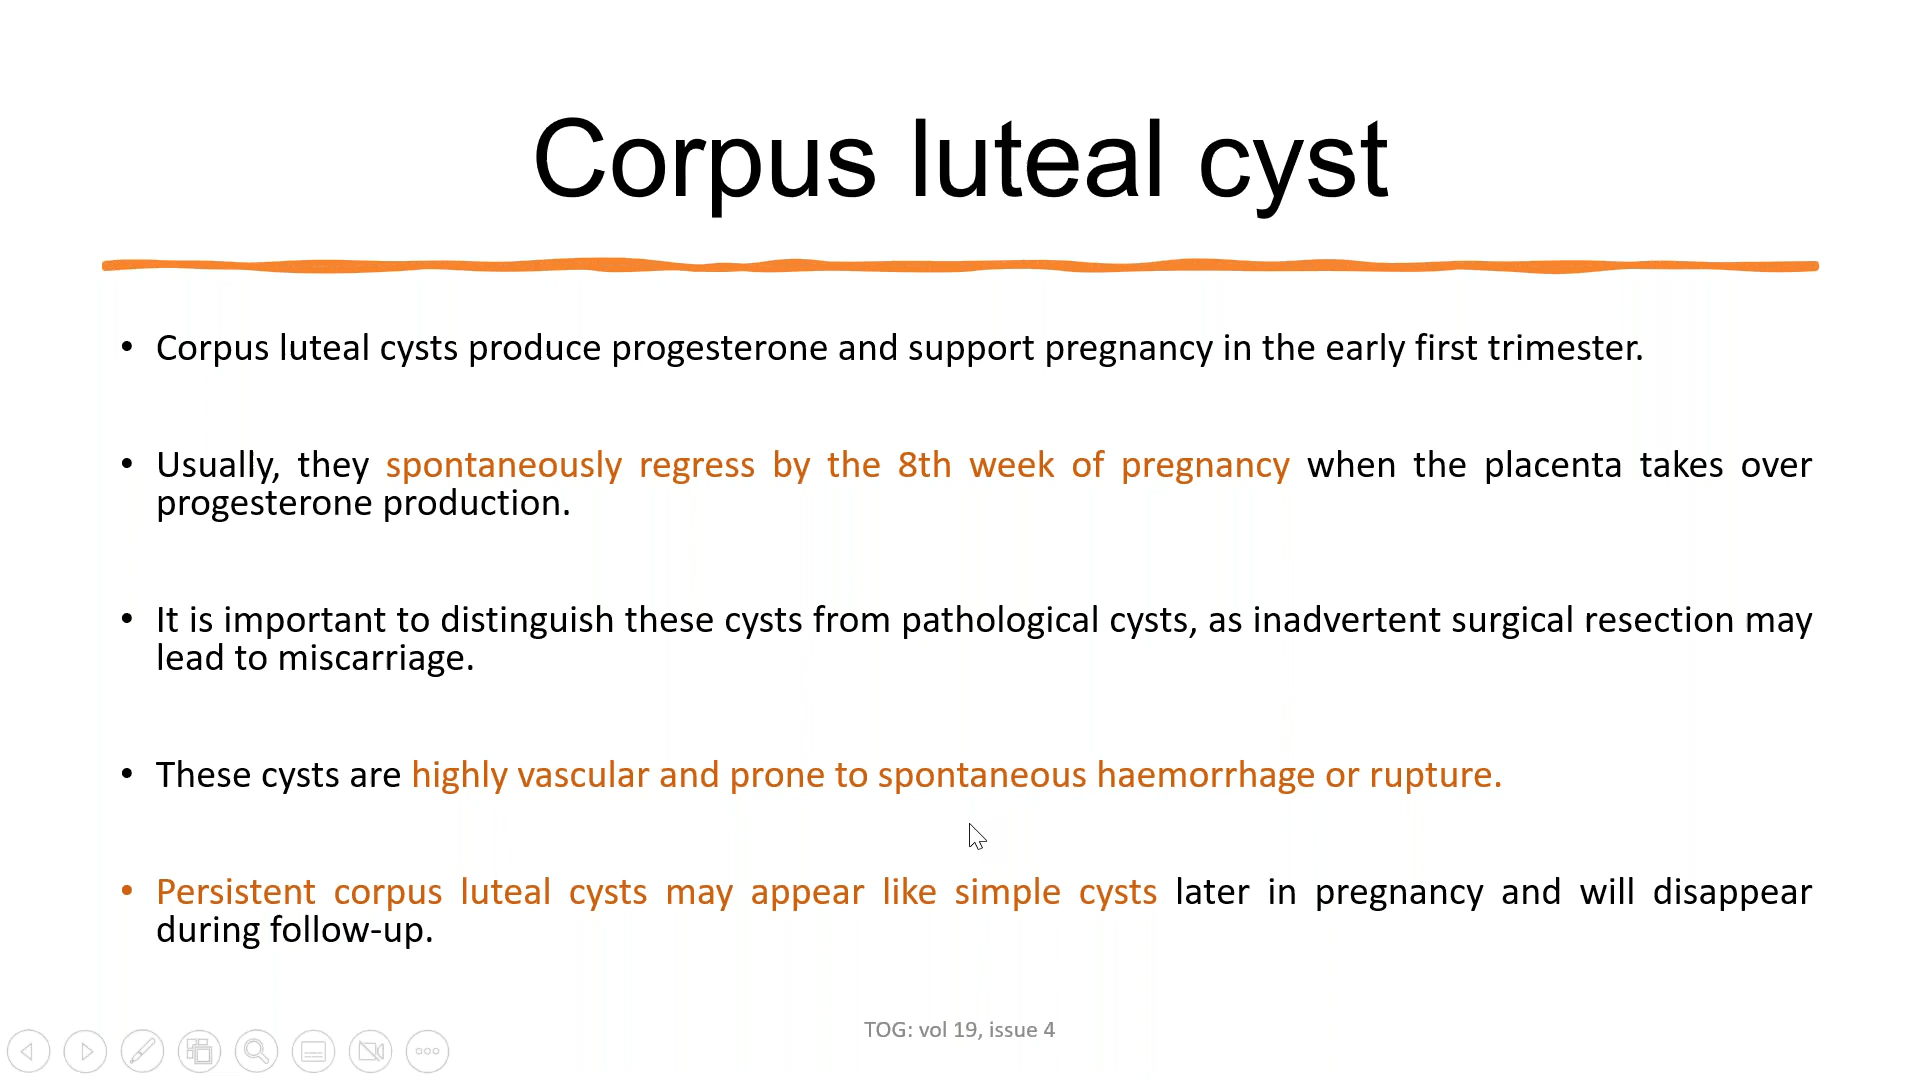 Corpus luteal cyst
• Corpus luteal cysts produce progesterone and support pregnancy in the early first trimester.
• Usually, they spontaneously regress by the 8th week of pregnancy when the placenta takes over
progesterone production.
• It is important to distinguish these cysts from pathological cysts, as inadvertent surgical resection may
lead to miscarriage.
• These cysts are highly vascular and prone to spontaneous haemorrhage or rupture.
• Persistent corpus luteal cysts may appear like simple cysts later in pregnancy and will disappear
during follow-up.
TOG: vol 19, issue 4